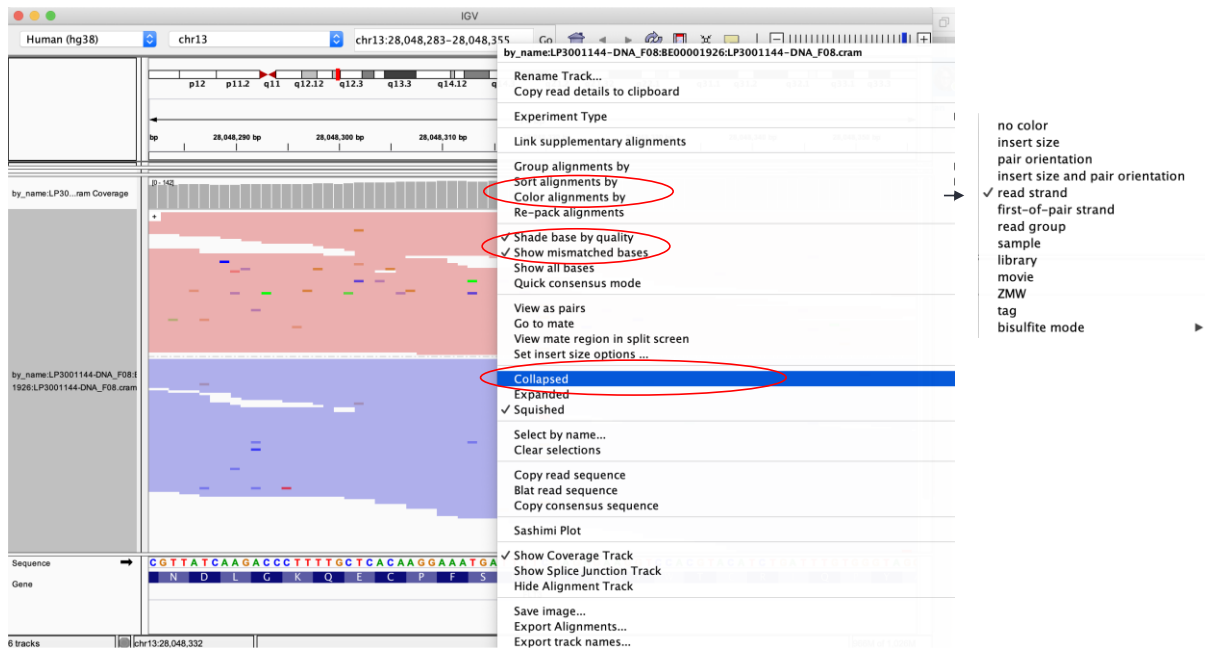 IGV
Human (hg38) chr13 chr13:28,048,283-28,048,355 Go
p12 p11.2 q11 q12.12 q12.3 q13.3 q14.12
bp 28,048,290 bp 28,048,300 bp 28,048,310 bp
by_name:LP30...ram Coverage
[0 - 142]
by_name:LP3001144-DNA_F08:E
1926:LP3001144-DNA_F08.cram
Sequence
C G T T A T C A A G A C C C T T T T G C T C A C A A G G A A A T G A
Gene
N D L G K Q E C P F S
6 tracks chr13:28,048,332
by_name:LP3001144-DNA_F08:BE00001926:LP3001144-DNA_F08.cram
Rename Track...
Copy read details to clipboard
Experiment Type
Link supplementary alignments
Group alignments by
Sort alignments by
Color alignments by
Re-pack alignments
✓ Shade base by quality
✓ Show mismatched bases
Show all bases
Quick consensus mode
View as pairs
Go to mate
View mate region in split screen
Set insert size options ...
Collapsed
Expanded
✓ Squished
Select by name...
Clear selections
Copy read sequence
Blat read sequence
Copy consensus sequence
Sashimi Plot
✓ Show Coverage Track
Show Splice Junction Track
Hide Alignment Track
Save image...
Export Alignments...
Export track names...
no color
insert size
pair orientation
insert size and pair orientation
✓ read strand
first-of-pair strand
read group
sample
library
movie
ZMW
tag
bisulfite mode